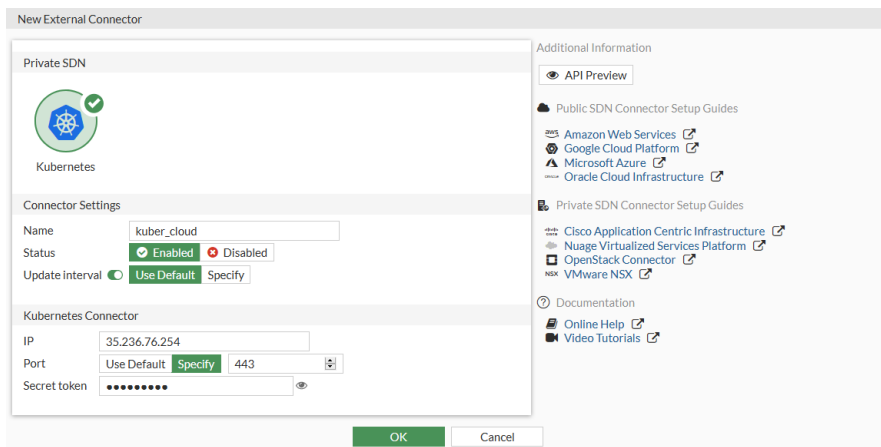 New External Connector
Private SDN
Kubernetes
Connector Settings
Name kuber_cloud
Status Enabled Disabled
Update interval Use Default Specify
Kubernetes Connector
IP 35.236.76.254
Port Use Default Specify 443
Secret token ●●●●●●●●●
OK Cancel
Additional Information
API Preview
Public SDN Connector Setup Guides
aws Amazon Web Services
Google Cloud Platform
Microsoft Azure
Oracle Cloud Infrastructure
Private SDN Connector Setup Guides
Cisco Application Centric Infrastructure
Nuage Virtualized Services Platform
OpenStack Connector
NSX VMware NSX
Documentation
Online Help
Video Tutorials